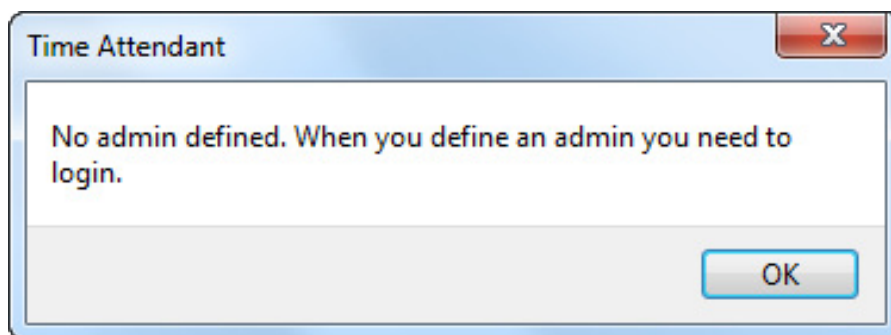 Time Attendant
No admin defined. When you define an admin you need to
login.
OK